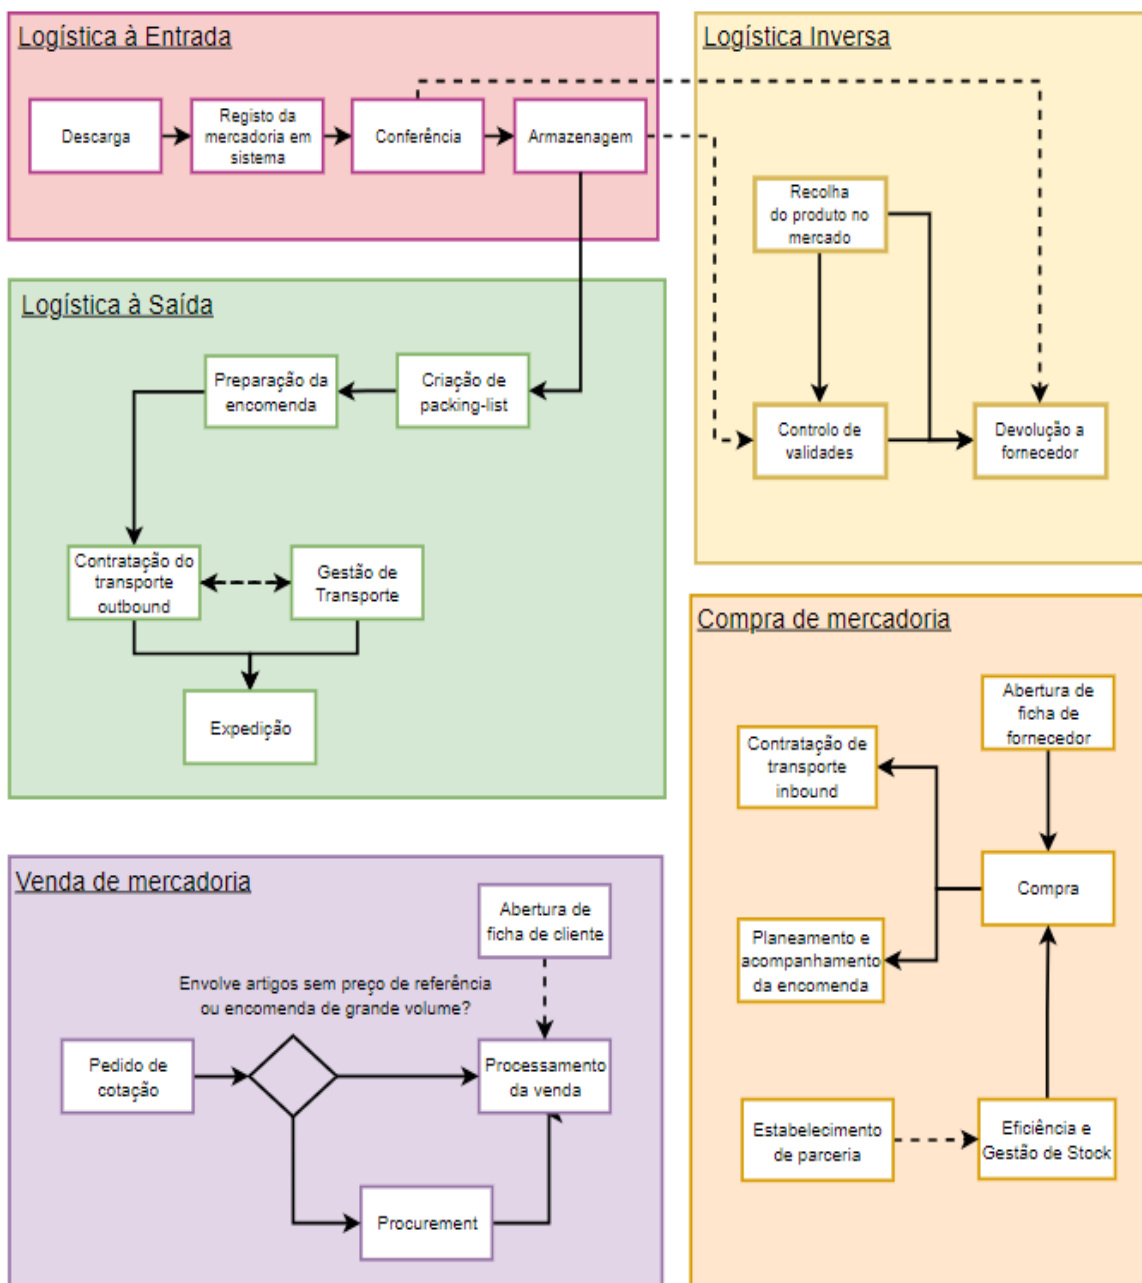 Logística à Entrada
Descarga
Registo da
mercadoria em
sistema
Conferência
Armazenagem
Logística Inversa
Recolha
do produto no
mercado
Controlo de
validades
Devolução a
fornecedor
Logística à Saída
Preparação da
encomenda
Criação de
packing-list
Contratação do
transporte
outbound
Gestão de
Transporte
Expedição
Compra de mercadoria
Abertura de
ficha de
fornecedor
Contratação de
transporte
inbound
Compra
Planeamento e
acompanhamento
da encomenda
Estabelecimento
de parceria
Eficiência e
Gestão de Stock
Venda de mercadoria
Abertura de
ficha de cliente
Envolve artigos sem preço de referência
ou encomenda de grande volume?
Pedido de
cotação
Processamento
da venda
Procurement